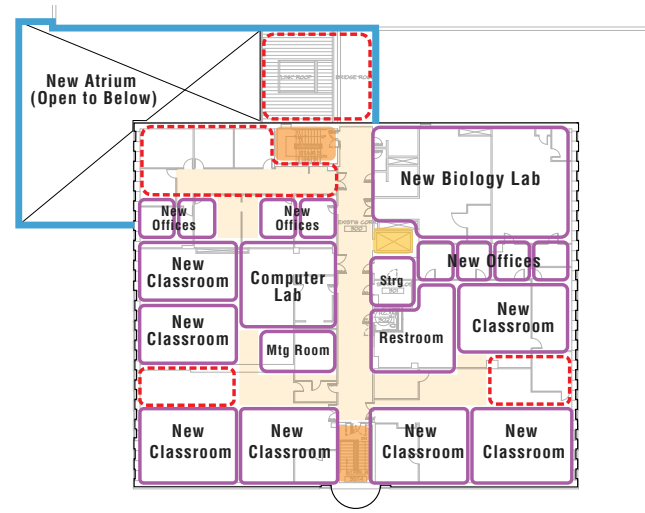 New Atrium
(Open to Below)
New Biology Lab
New
Offices
New
Offices
New
Classroom
Computer
Lab
New Offices
Strg
New
Classroom
New
Classroom
Restroom
Mtg Room
New
Classroom
New
Classroom
New
Classroom
New
Classroom